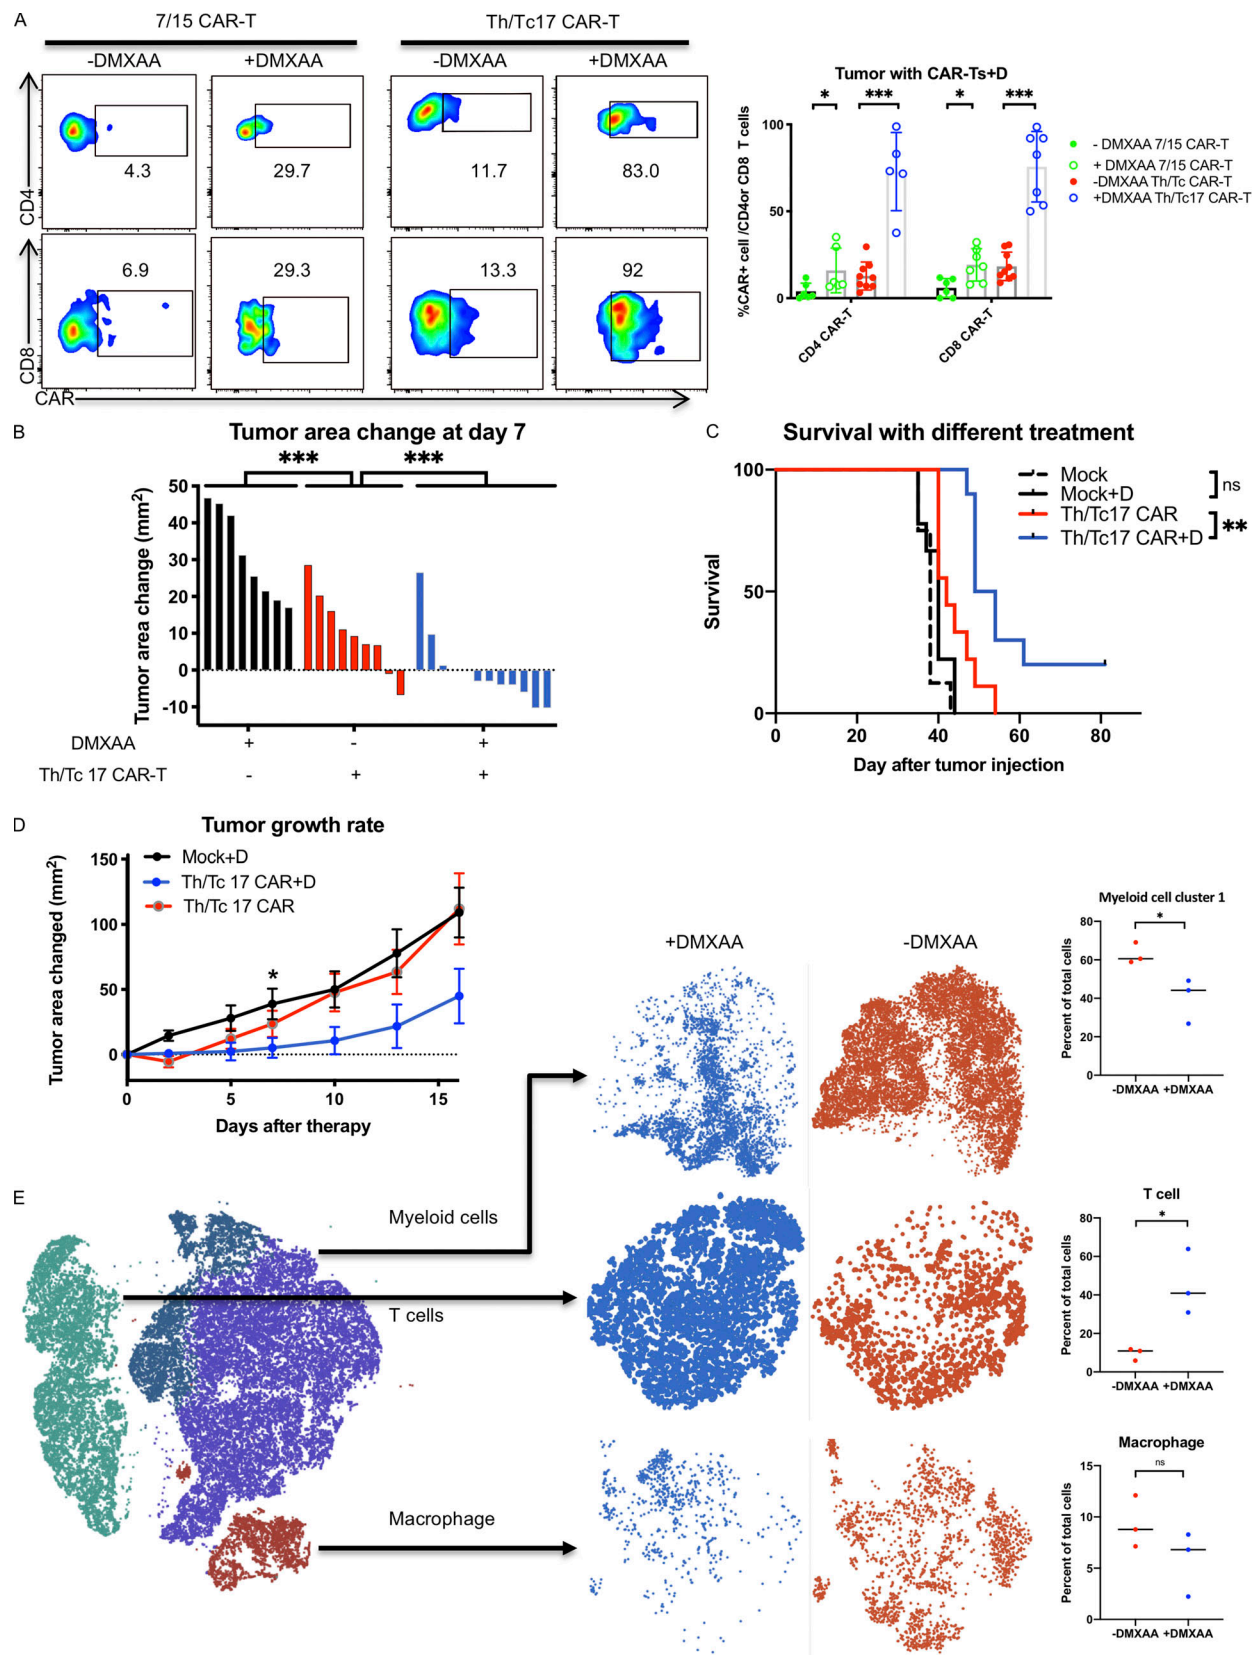 A
7/15 CAR-T
Th/Tc17 CAR-T
-DMXAA
+DMXAA
-DMXAA
+DMXAA
4.3
29.7
11.7
83.0
CD4
6.9
29.3
13.3
92
CD8
CAR
Tumor with CAR-Ts+D
* *** * ***
%CAR+ cell /CD4or CD8 T cells
100
50
0
CD4 CAR-T
CD8 CAR-T
- DMXAA 7/15 CAR-T
+ DMXAA 7/15 CAR-T
-DMXAA Th/Tc CAR-T
+DMXAA Th/Tc17 CAR-T
B
Tumor area change at day 7
*** ***
Tumor area change (mm²)
50
40
30
20
10
0
-10
DMXAA + - +
Th/Tc 17 CAR-T - + +
C
Survival with different treatment
Survival
100
50
0
0 20 40 60 80
Day after tumor injection
Mock
Mock+D
ns
Th/Tc17 CAR
Th/Tc17 CAR+D
**
D
Tumor growth rate
Tumor area changed (mm²)
150
100
50
0
Mock+D
Th/Tc 17 CAR+D
Th/Tc 17 CAR
*
0 5 10 15
Days after therapy
E
Myeloid cells
T cells
Macrophage
+DMXAA
-DMXAA
Myeloid cell cluster 1
*
Percent of total cells
80
60
40
20
0
-DMXAA +DMXAA
T cell
*
Percent of total cells
80
60
40
20
0
-DMXAA +DMXAA
Macrophage
ns
Percent of total cells
15
10
5
0
-DMXAA +DMXAA